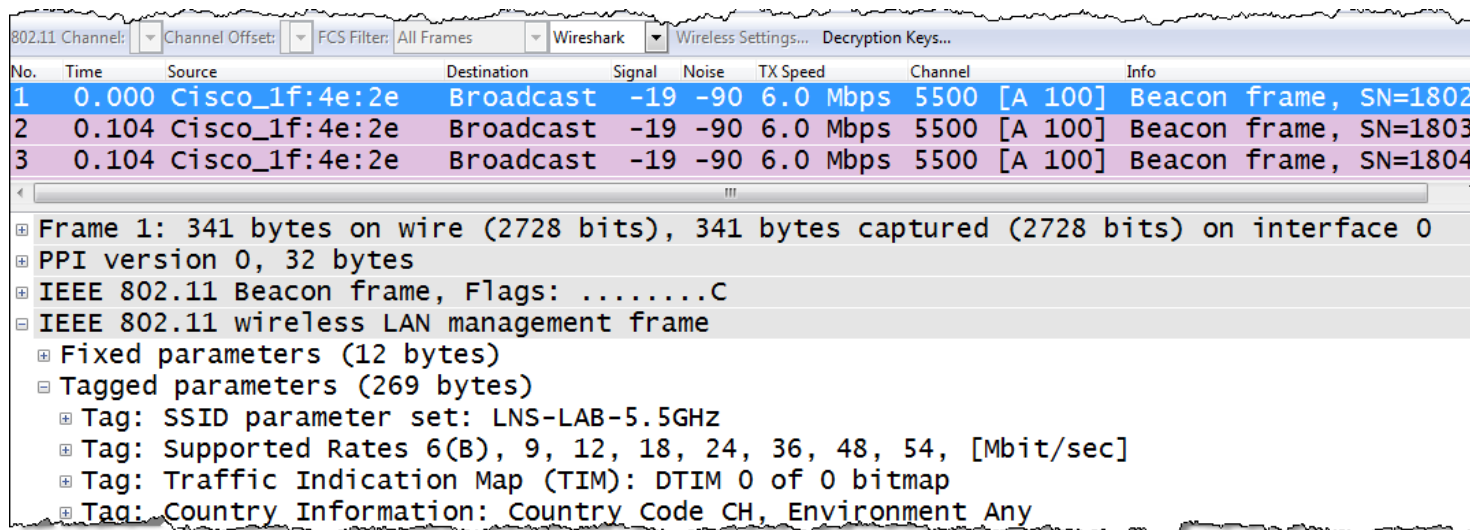 802.11 Channel: Channel Offset: FCS Filter: All Frames Wireshark Wireless Settings... Decryption Keys...
No. Time Source Destination Signal Noise TX Speed Channel Info
1 0.000 Cisco_1f:4e:2e Broadcast -19 -90 6.0 Mbps 5500 [A 100] Beacon frame, SN=1802
2 0.104 Cisco_1f:4e:2e Broadcast -19 -90 6.0 Mbps 5500 [A 100] Beacon frame, SN=1803
3 0.104 Cisco_1f:4e:2e Broadcast -19 -90 6.0 Mbps 5500 [A 100] Beacon frame, SN=1804
Frame 1: 341 bytes on wire (2728 bits), 341 bytes captured (2728 bits) on interface 0
PPI version 0, 32 bytes
IEEE 802.11 Beacon frame, Flags: ........C
IEEE 802.11 wireless LAN management frame
Fixed parameters (12 bytes)
Tagged parameters (269 bytes)
Tag: SSID parameter set: LNS-LAB-5.5GHz
Tag: Supported Rates 6(B), 9, 12, 18, 24, 36, 48, 54, [Mbit/sec]
Tag: Traffic Indication Map (TIM): DTIM 0 of 0 bitmap
Tag: Country Information: Country Code CH, Environment Any